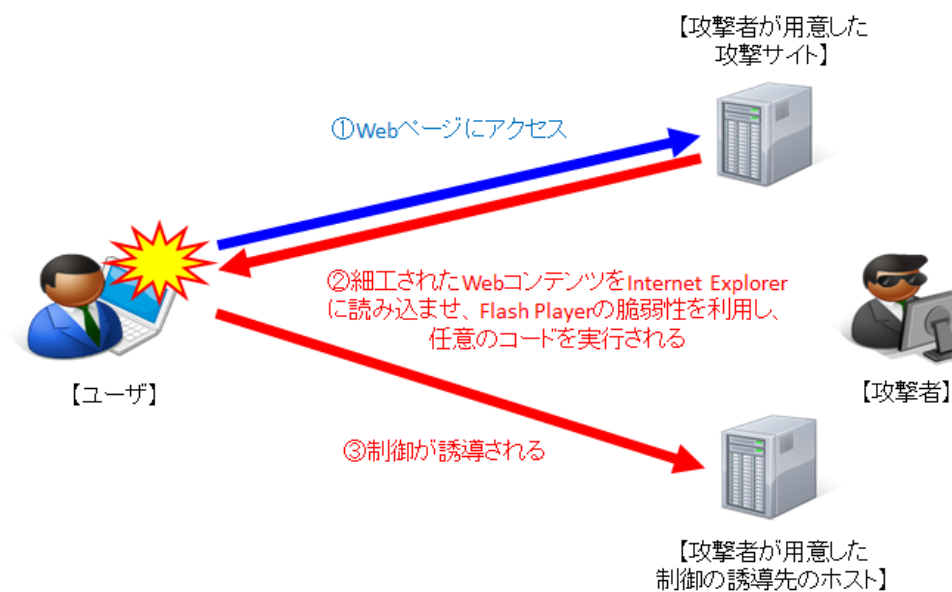 【攻撃者が用意した
攻撃サイト】
①Webページにアクセス
②細工されたWebコンテンツをInternet Explorer
に読み込ませ、Flash Playerの脆弱性を利用し、
任意のコードを実行される
【ユーザ】
【攻撃者】
③制御が誘導される
【攻撃者が用意した
制御の誘導先のホスト】